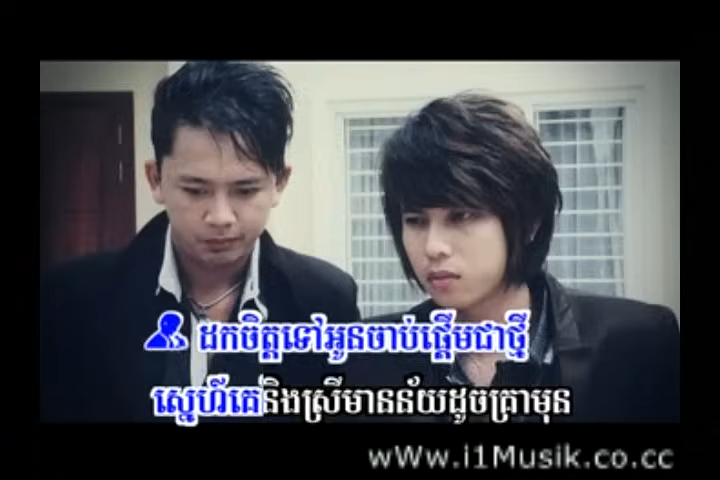 ដកចិត្តទៅអូនចាប់ផ្ដើមជាថ្មី
ស្នេហ៍គេនិងស្រីមានន័យដូចគ្រាមុន
wWw.i1Musik.co.cc